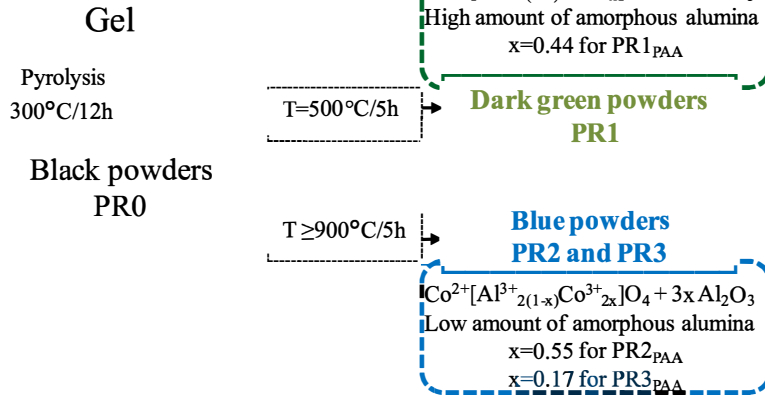 Gel
High amount of amorphous alumina
x=0.44 for PR1PAA
Pyrolysis
300°C/12h
T=500°C/5h
Dark green powders
PR1
Black powders
PR0
T ≥900°C/5h
Blue powders
PR2 and PR3
Co2+[Al3+2(1-x)Co3+2x]O4 + 3x Al2O3
Low amount of amorphous alumina
x=0.55 for PR2PAA
x=0.17 for PR3PAA